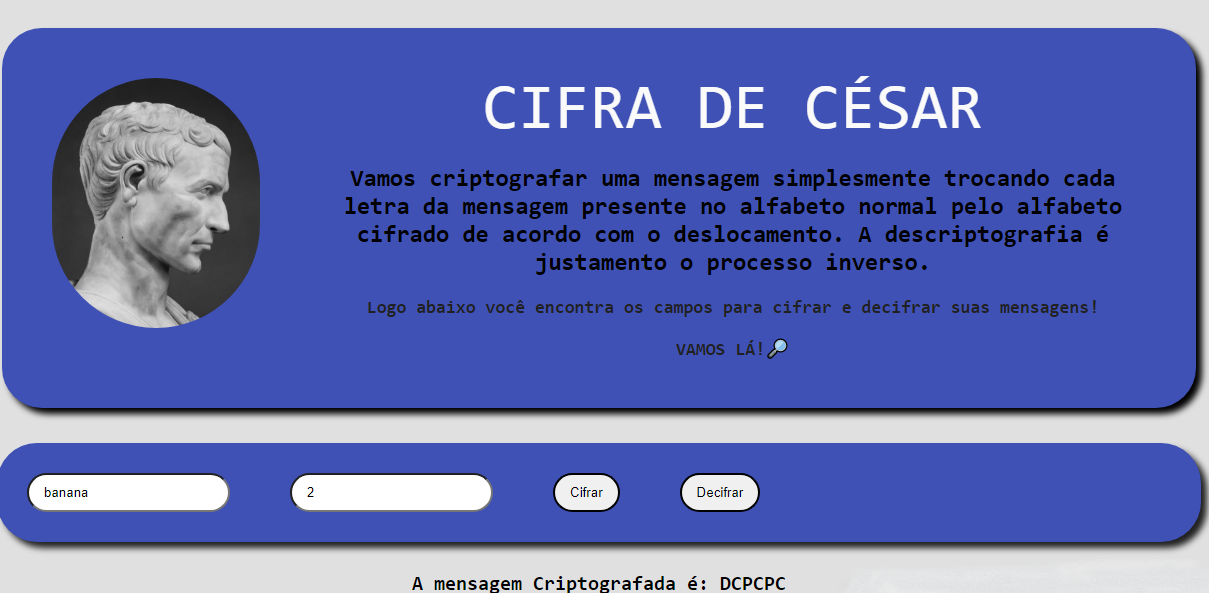 CIFRA DE CÉSAR
Vamos criptografar uma mensagem simplesmente trocando cada
letra da mensagem presente no alfabeto normal pelo alfabeto
cifrado de acordo com o deslocamento. A descriptografia é
justamento o processo inverso.
Logo abaixo você encontra os campos para cifrar e decifrar suas mensagens!
VAMOS LÁ!🔎
banana
2
Cifrar
Decifrar
A mensagem Criptografada é: DCPCPC